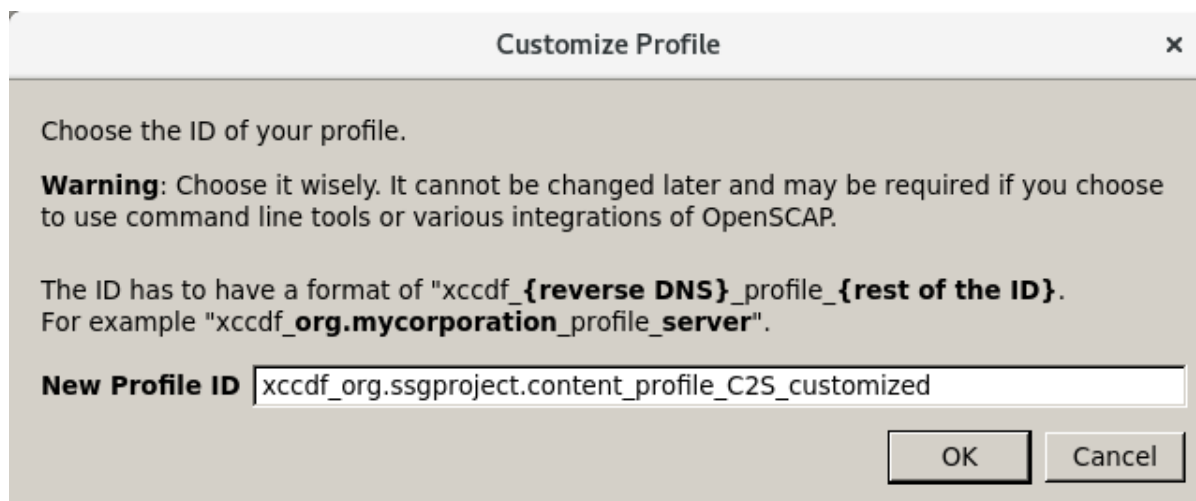 Customize Profile
×
Choose the ID of your profile.
Warning: Choose it wisely. It cannot be changed later and may be required if you choose
to use command line tools or various integrations of OpenSCAP.
The ID has to have a format of "xccdf_{reverse DNS}_profile_{rest of the ID}.
For example "xccdf_org.mycorporation_profile_server".
New Profile ID xccdf_org.ssgproject.content_profile_C2S_customized
OK Cancel